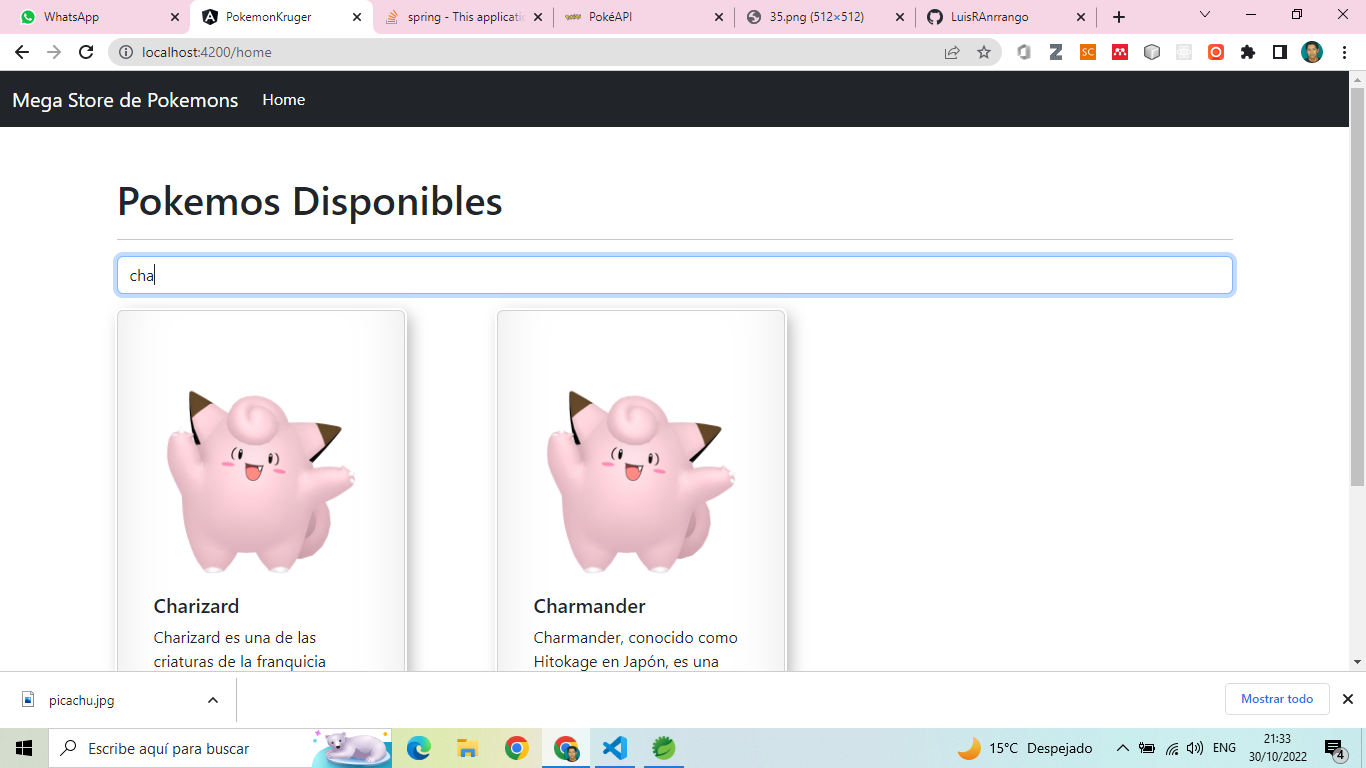 WhatsApp
PokemonKruger
spring - This applicatic
PokéAPI
35.png (512×512)
LuisRAnrrango
localhost:4200/home
SC
Mega Store de Pokemons
Home
Pokemos Disponibles
cha
Charizard
Charizard es una de las
criaturas de la franquicia
Charmander
Charmander, conocido como
Hitokage en Japón, es una
picachu.jpg
Mostrar todo
Escribe aquí para buscar
15°C Despejado
ENG
21:33
30/10/2022
4